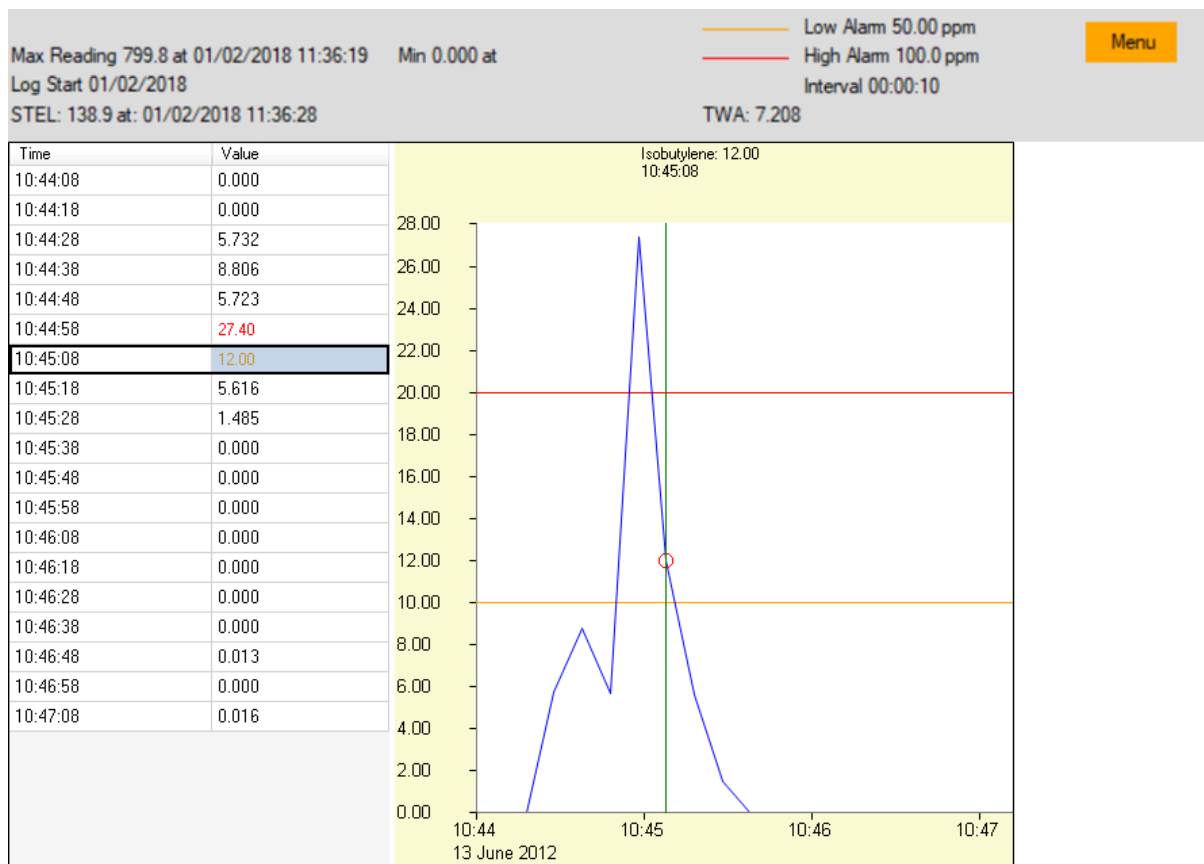 Low Alarm 50.00 ppm
Menu
Max Reading 799.8 at 01/02/2018 11:36:19 Min 0.000 at
High Alarm 100.0 ppm
Log Start 01/02/2018
Interval 00:00:10
STEL: 138.9 at: 01/02/2018 11:36:28
TWA: 7.208
Time Value
10:44:08 0.000
10:44:18 0.000
10:44:28 5.732
10:44:38 8.806
10:44:48 5.723
10:44:58 27.40
10:45:08 12.00
10:45:18 5.616
10:45:28 1.485
10:45:38 0.000
10:45:48 0.000
10:45:58 0.000
10:46:08 0.000
10:46:18 0.000
10:46:28 0.000
10:46:38 0.000
10:46:48 0.013
10:46:58 0.000
10:47:08 0.016
Isobutylene: 12.00
10:45:08
28.00
26.00
24.00
22.00
20.00
18.00
16.00
14.00
12.00
10.00
8.00
6.00
4.00
2.00
0.00
10:44 10:45 10:46 10:47
13 June 2012